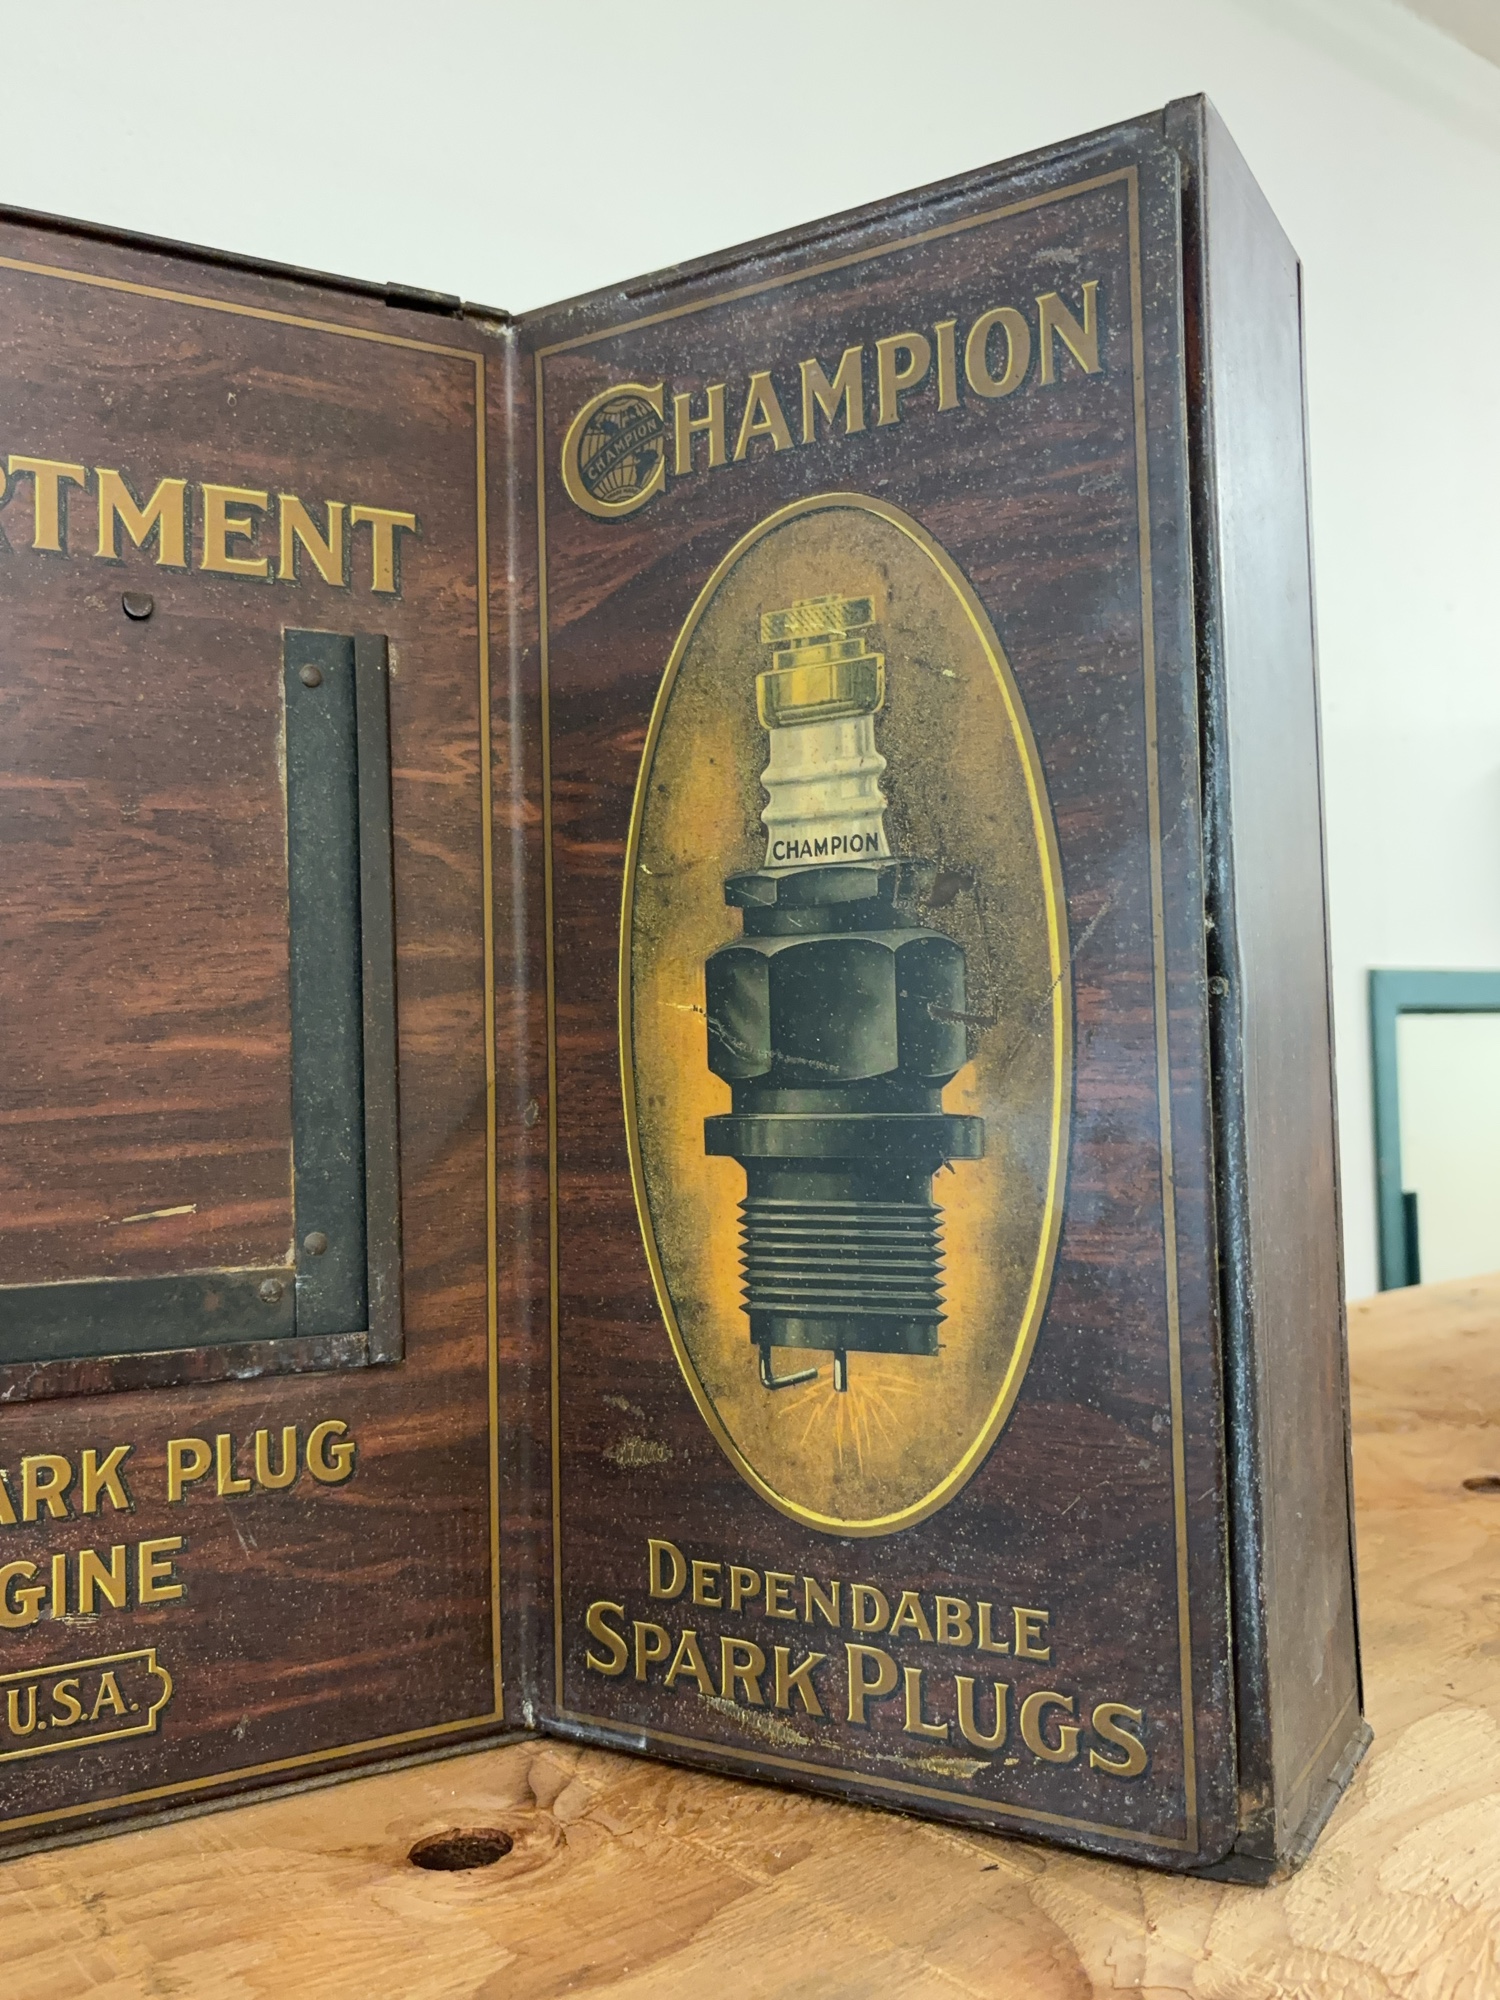 RTMENT
ARK PLUG
GINE
U.S.A.
CHAMPION
CHAMPION
CHAMPION
DEPENDABLE
SPARK PLUGS